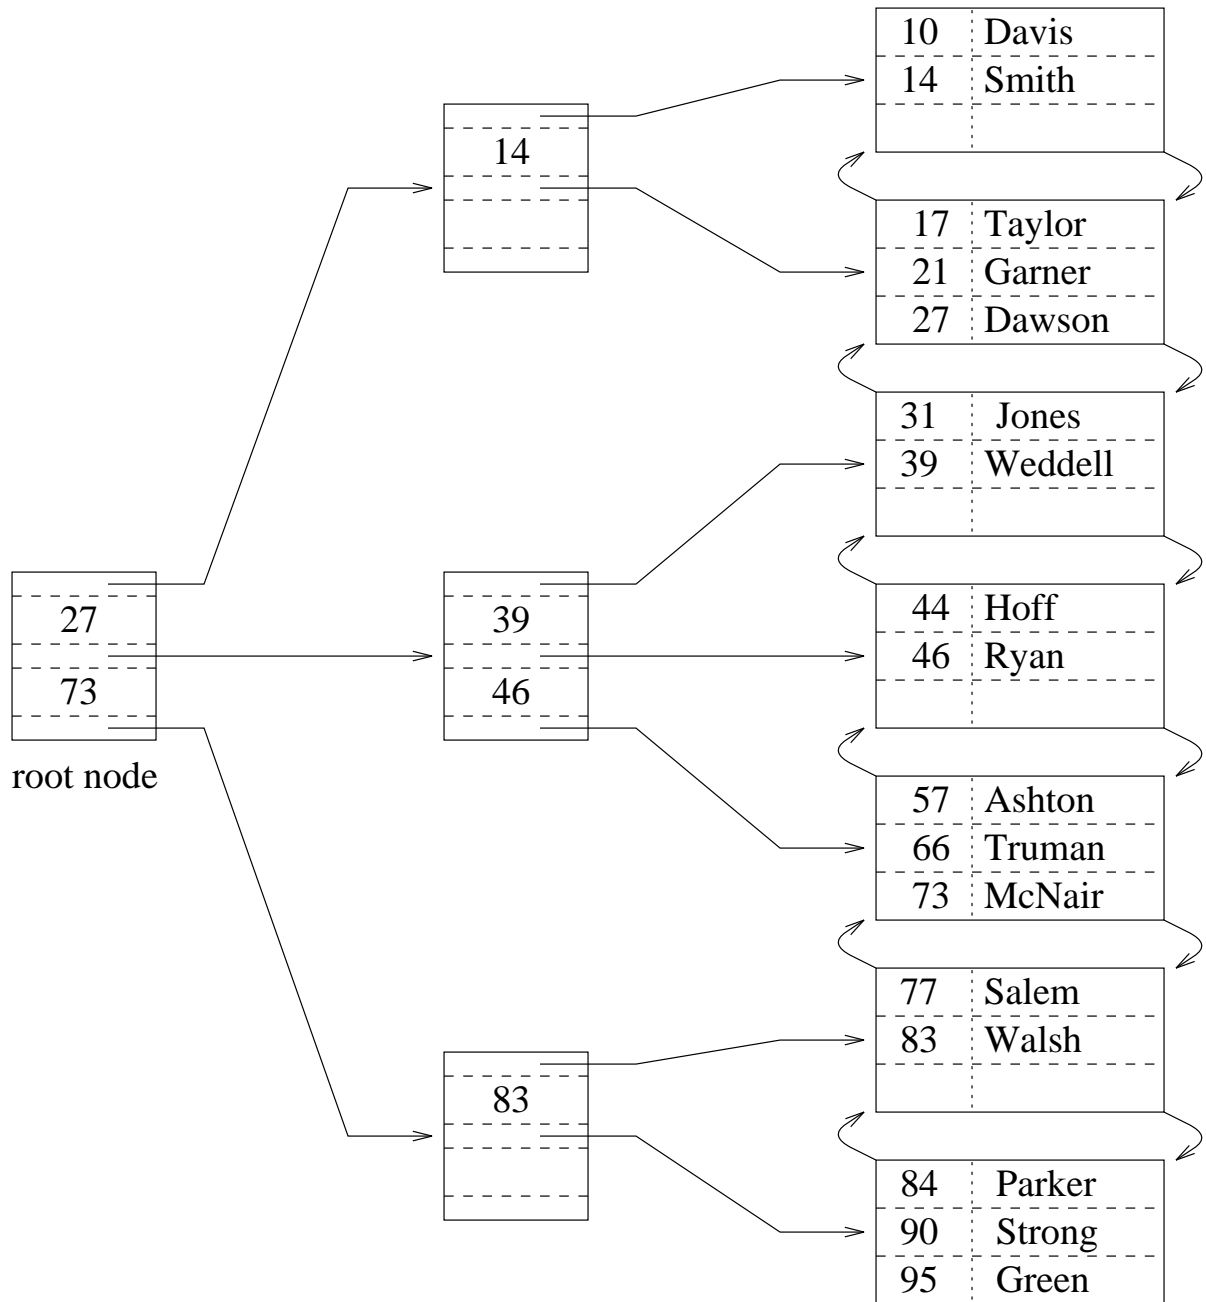 10 Davis
14 Smith
14
17 Taylor
21 Garner
27 Dawson
31 Jones
39 Weddell
27
73
root node
39
46
44 Hoff
46 Ryan
57 Ashton
66 Truman
73 McNair
83
77 Salem
83 Walsh
84 Parker
90 Strong
95 Green